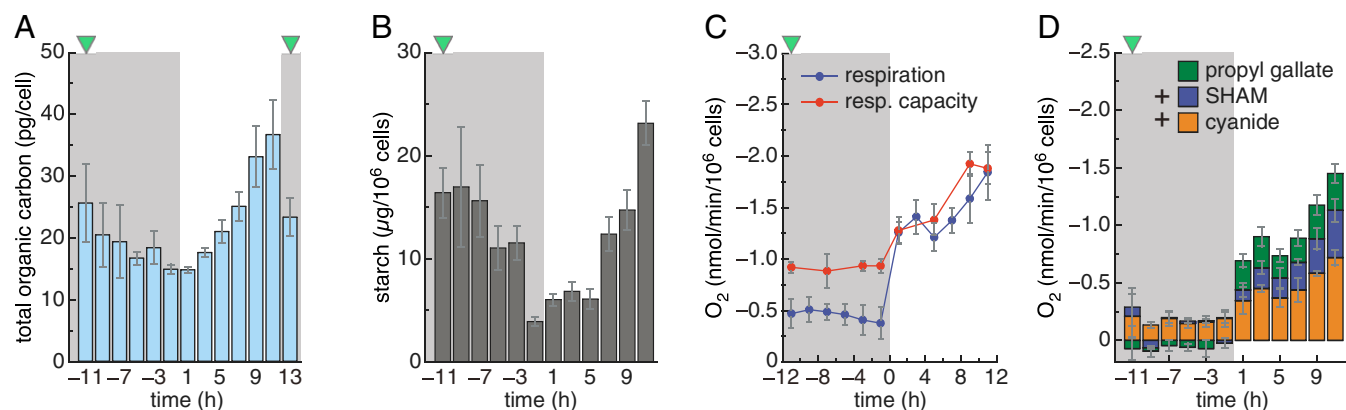 A
total organic carbon (pg/cell)
50
40
30
20
10
0
−11
−7
−3
1
5
9
13
time (h)
B
starch (µg/10⁶ cells)
30
20
10
0
−11
−7
−3
1
5
9
time (h)
C
O₂ (nmol/min/10⁶ cells)
−3.0
−2.5
−2.0
−1.5
−1.0
−0.5
0
−12
−8
−4
0
4
8
12
time (h)
respiration
resp. capacity
D
O₂ (nmol/min/10⁶ cells)
−2.5
−2.0
−1.5
−1.0
−0.5
0
−11
−7
−3
1
5
9
time (h)
propyl gallate
+ SHAM
+ cyanide